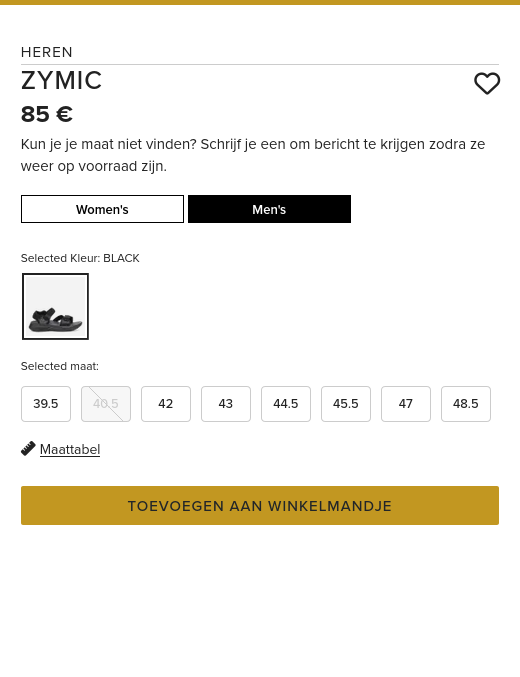 HEREN
ZYMIC
85 €
Kun je je maat niet vinden? Schrijf je een om bericht te krijgen zodra ze
weer op voorraad zijn.
Women's Men's
Selected Kleur: BLACK
Selected maat:
39.5 40.5 42 43 44.5 45.5 47 48.5
Maattabel
TOEVOEGEN AAN WINKELMANDJE